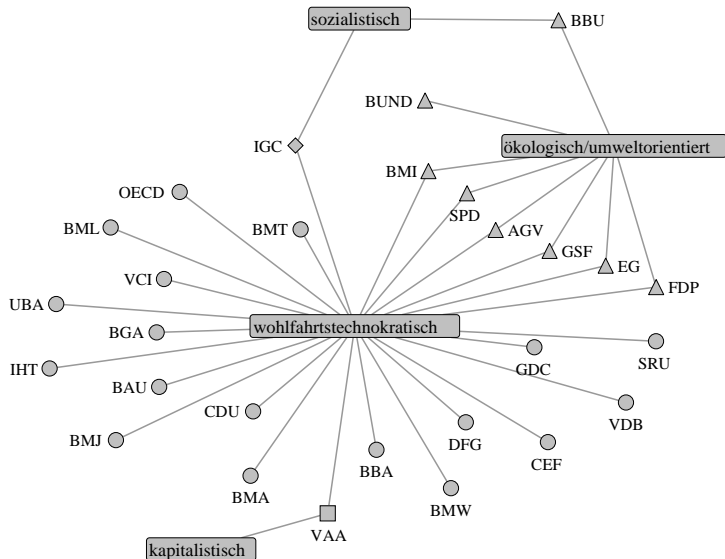 sozialistisch
BBU
BUND
IGC
ökologisch/umweltorientiert
BMI
OECD
SPD
BML
BMT
AGV
GSF
VCI
EG
FDP
UBA
BGA
wohlfahrtstechnokratisch
IHT
GDC
SRU
BAU
CDU
VDB
BMJ
DFG
BBA
CEF
BMA
BMW
VAA
kapitalistisch